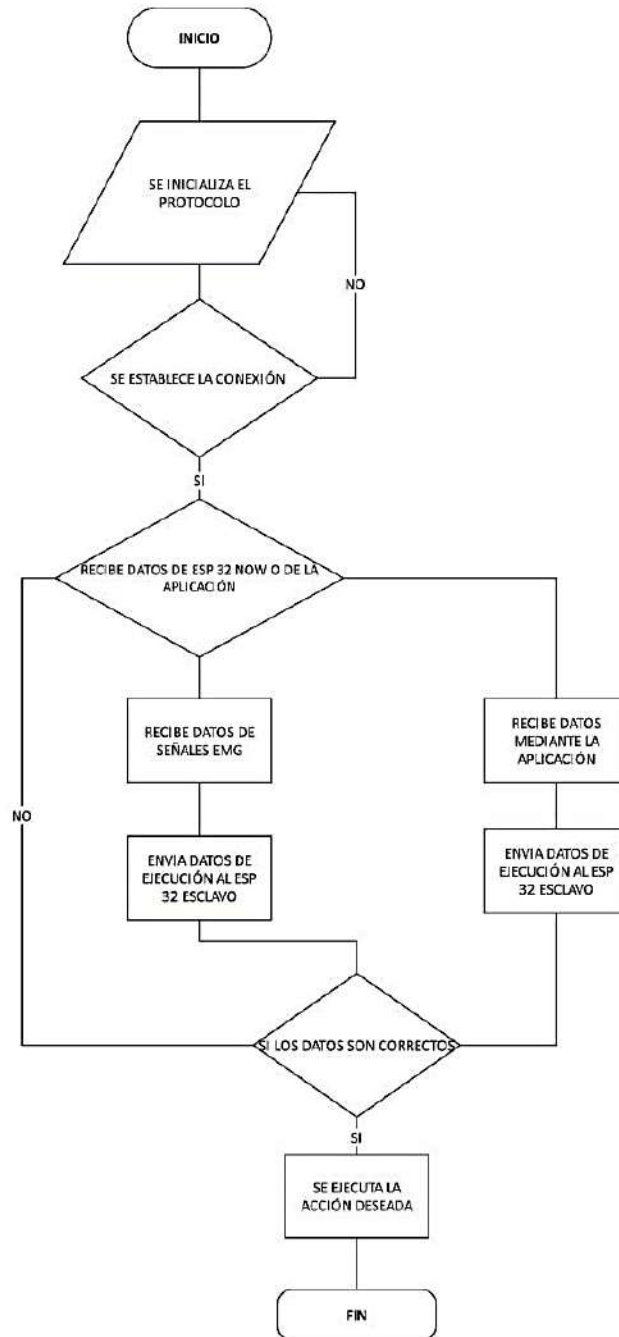 INICIO
SE INICIALIZA EL
PROTOCOLO
NO
SE ESTABLECE LA CONEXIÓN
SI
RECIBE DATOS DE ESP 32 NOW O DE LA
APLICACIÓN
RECIBE DATOS DE
SEÑALES EMG
RECIBE DATOS
MEDIANTE LA
APLICACIÓN
NO
ENVIA DATOS DE
EJECUCIÓN AL ESP
32 ESCLAVO
ENVIA DATOS DE
EJECUCIÓN AL ESP
32 ESCLAVO
SI LOS DATOS SON CORRECTOS
SI
SE EJECUTA LA
ACCIÓN DESEADA
FIN